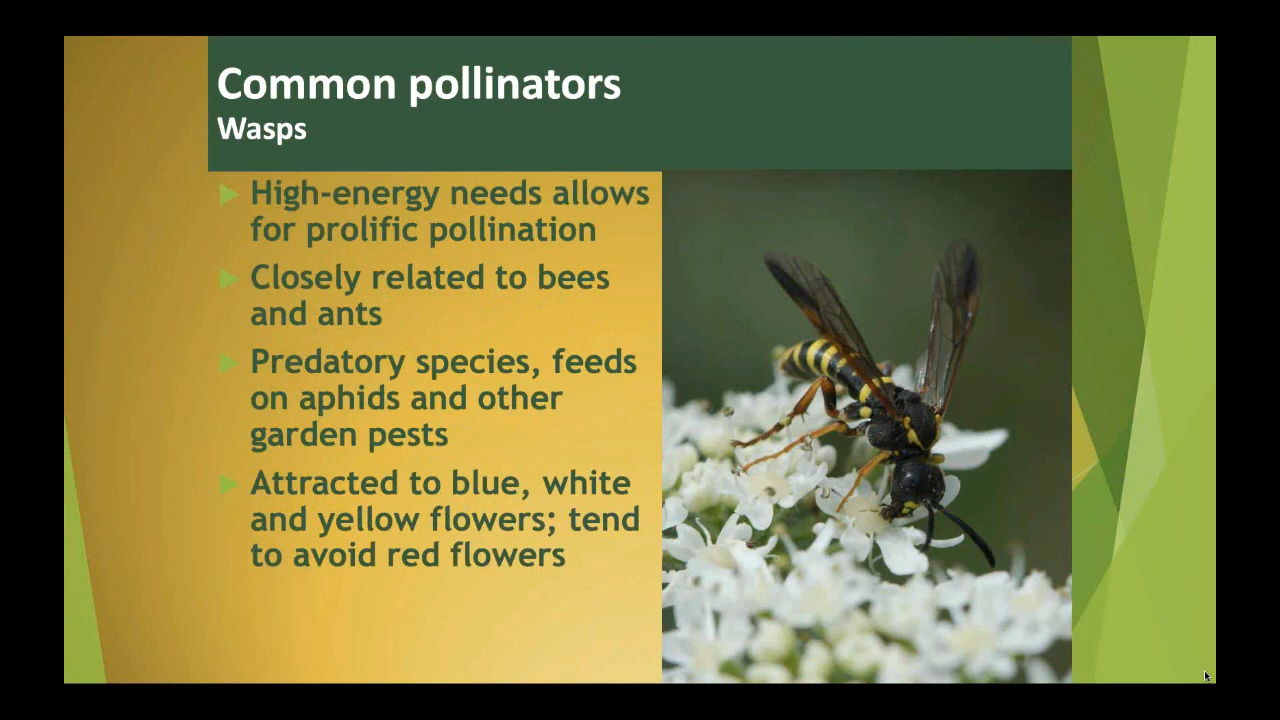 Common pollinators
Wasps
High-energy needs allows
for prolific pollination
Closely related to bees
and ants
Predatory species, feeds
on aphids and other
garden pests
Attracted to blue, white
and yellow flowers; tend
to avoid red flowers